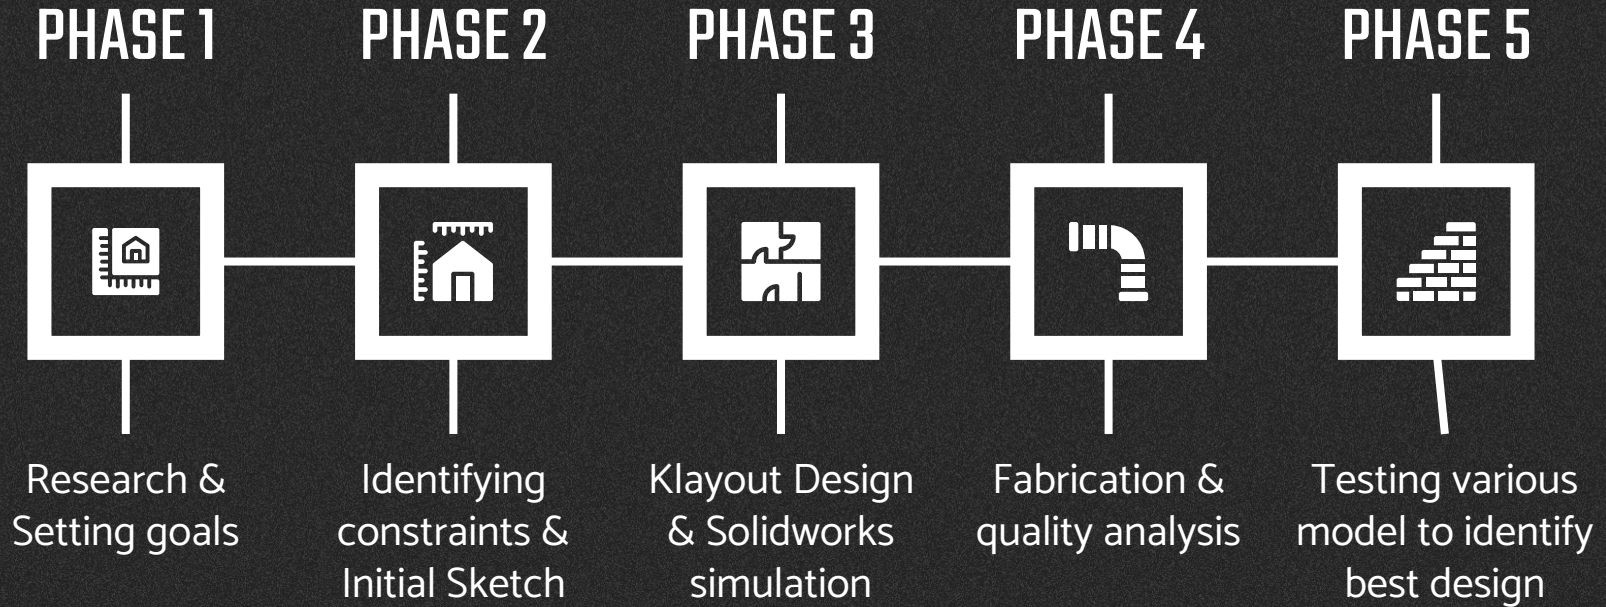 PHASE 1
PHASE 2
PHASE 3
PHASE 4
PHASE 5
Research &
Setting goals
Identifying
constraints &
Initial Sketch
Klayout Design
& Solidworks
simulation
Fabrication &
quality analysis
Testing various
model to identify
best design